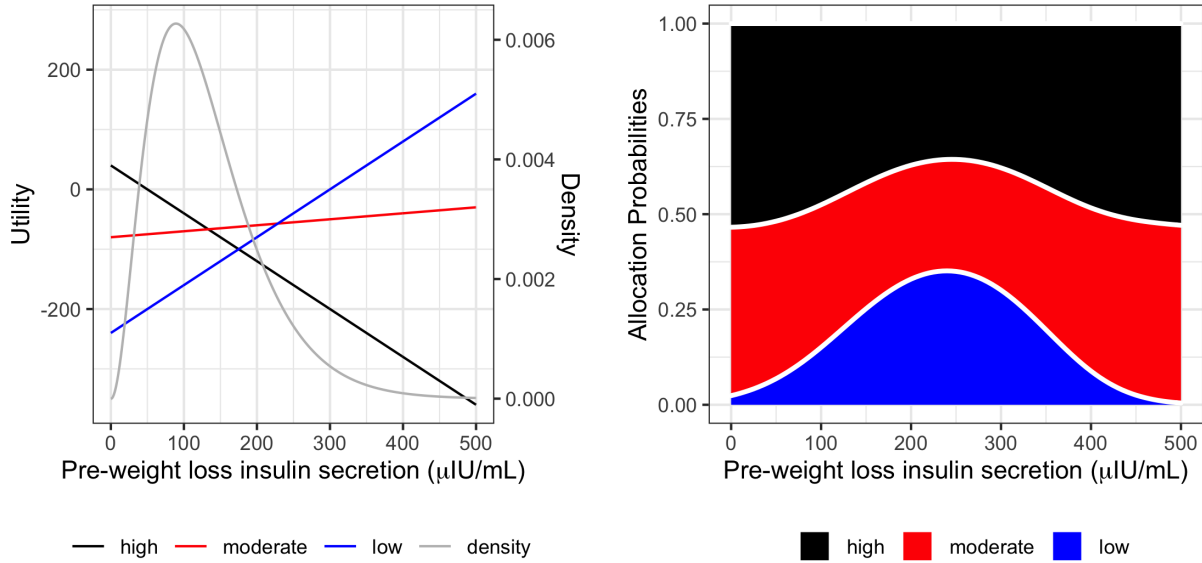 200
0
-200
Utility
0.006
0.004
0.002
0.000
Density
0 100 200 300 400 500
Pre-weight loss insulin secretion (μIU/mL)
high moderate low density
1.00
0.75
0.50
0.25
0.00
Allocation Probabilities
0 100 200 300 400 500
Pre-weight loss insulin secretion (μIU/mL)
high moderate low